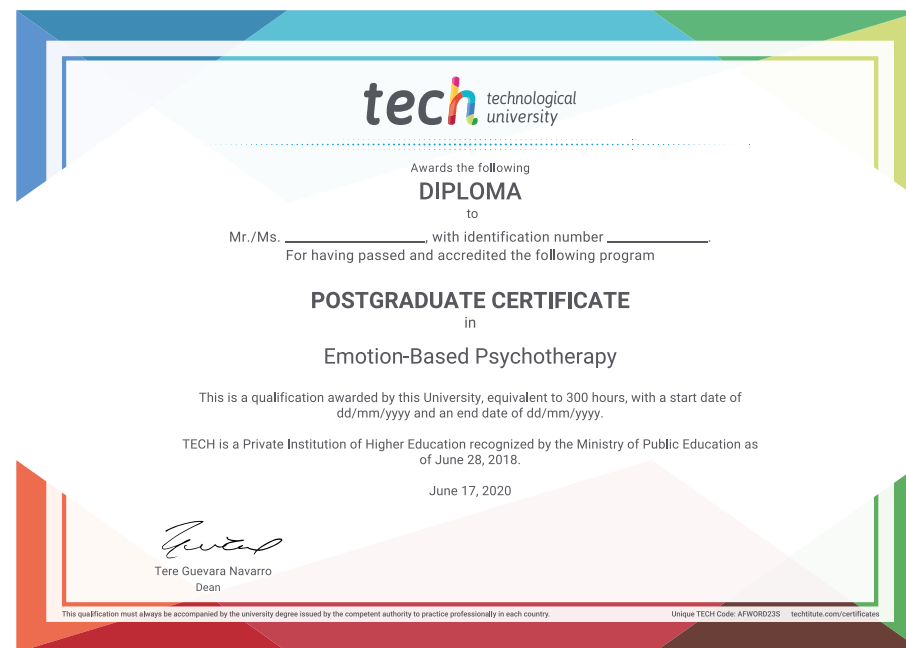 tech technological
university
Awards the following
DIPLOMA
to
Mr./Ms. ____________________, with identification number ______________.
For having passed and accredited the following program
POSTGRADUATE CERTIFICATE
in
Emotion-Based Psychotherapy
This is a qualification awarded by this University, equivalent to 300 hours, with a start date of
dd/mm/yyyy and an end date of dd/mm/yyyy.
TECH is a Private Institution of Higher Education recognized by the Ministry of Public Education as
of June 28, 2018.
June 17, 2020
Tere Guevara Navarro
Dean
This qualification must always be accompanied by the university degree issued by the competent authority to practice professionally in each country.
Unique TECH Code: AFWORD23S techtitute.com/certificates